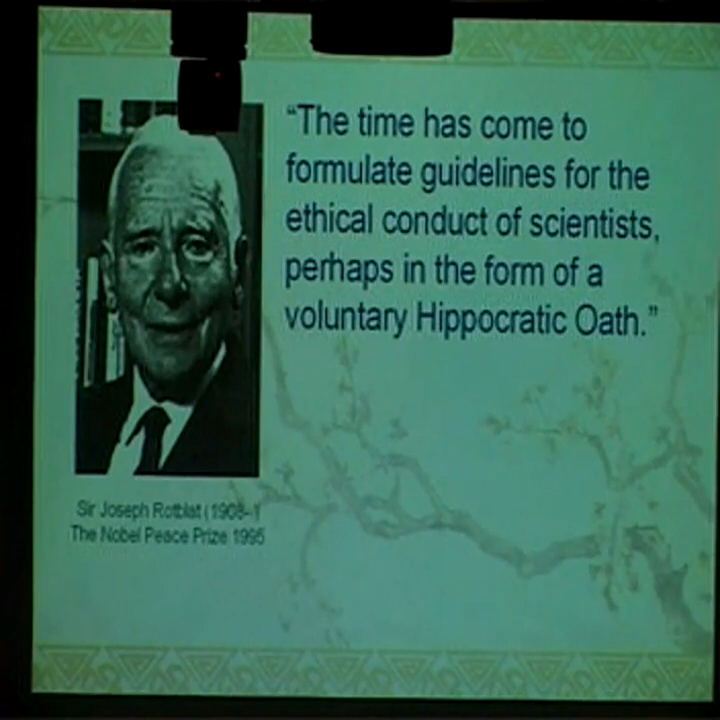 “The time has come to
formulate guidelines for the
ethical conduct of scientists,
perhaps in the form of a
voluntary Hippocratic Oath.”
Sir Joseph Rotblat (1908-
The Nobel Peace Prize 1995